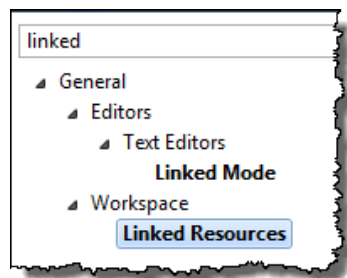 linked
General
Editors
Text Editors
Linked Mode
Workspace
Linked Resources